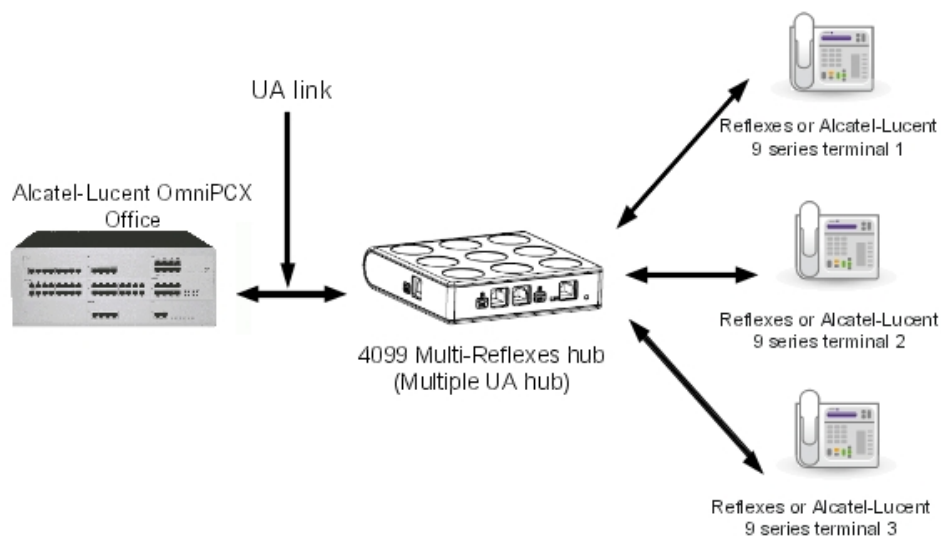 UA link
Alcatel-Lucent OmniPCX
Office
4099 Multi-Reflexes hub
(Multiple UA hub)
Reflexes or Alcatel-Lucent
9 series terminal 1
Reflexes or Alcatel-Lucent
9 series terminal 2
Reflexes or Alcatel-Lucent
9 series terminal 3